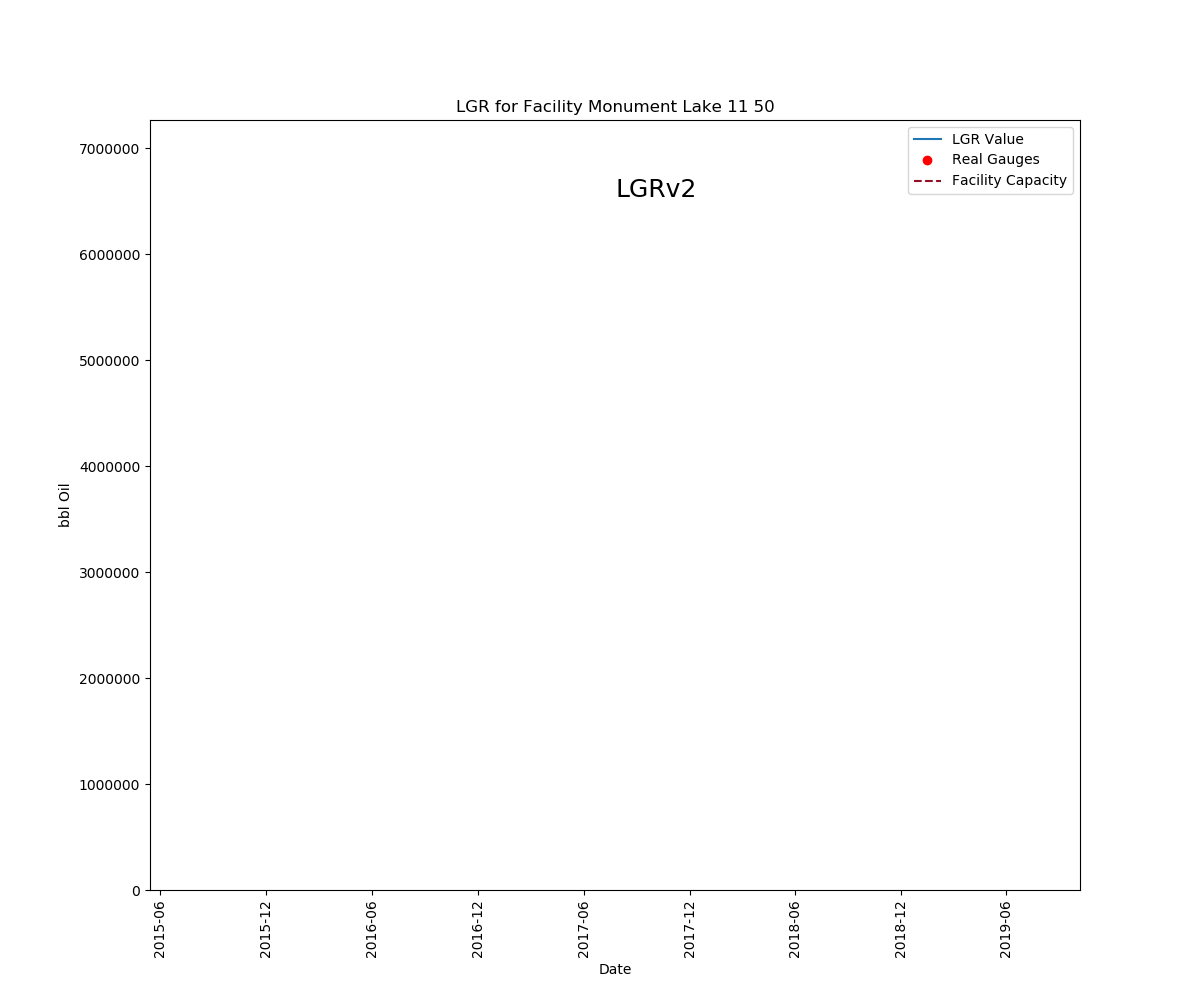 LGR for Facility Monument Lake 11 50
LGR Value
Real Gauges
Facility Capacity
LGRv2
7000000
6000000
5000000
4000000
3000000
2000000
1000000
0
bbl Oil
2015-06
2015-12
2016-06
2016-12
2017-06
2017-12
2018-06
2018-12
2019-06
Date